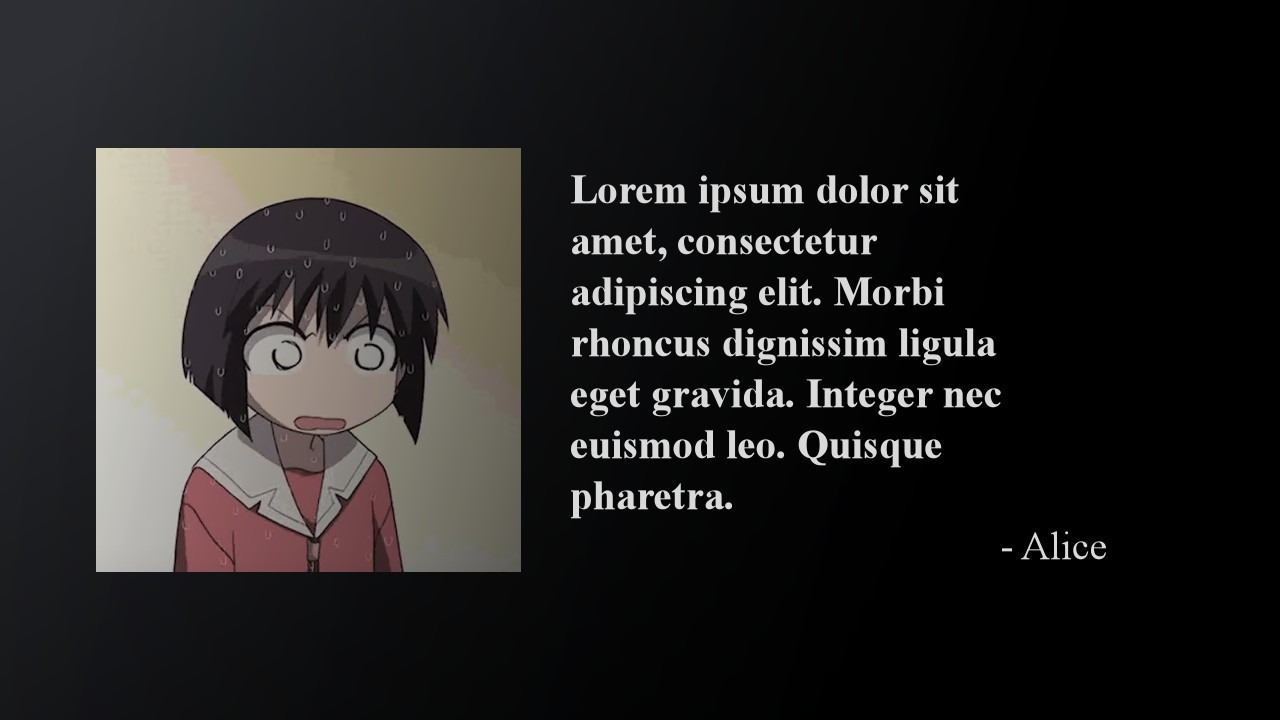 Lorem ipsum dolor sit
amet, consectetur
adipiscing elit. Morbi
rhoncus dignissim ligula
eget gravida. Integer nec
euismod leo. Quisque
pharetra.
- Alice